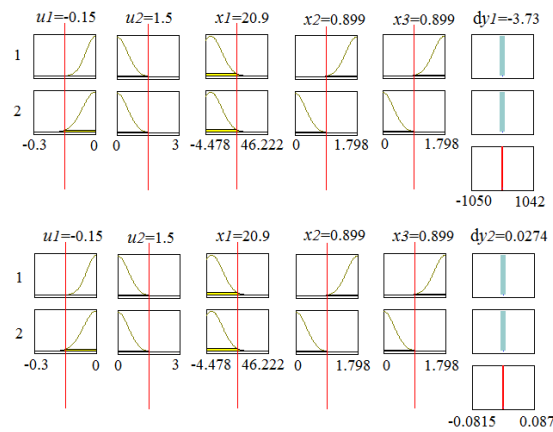 u1=-0.15 u2=1.5 x1=20.9 x2=0.899 x3=0.899 dy1=-3.73
1
2
-0.3 0 0 3 -4.478 46.222 0 1.798 0 1.798
-1050 1042
u1=-0.15 u2=1.5 x1=20.9 x2=0.899 x3=0.899 dy2=0.0274
1
2
-0.3 0 0 3 -4.478 46.222 0 1.798 0 1.798
-0.0815 0.087